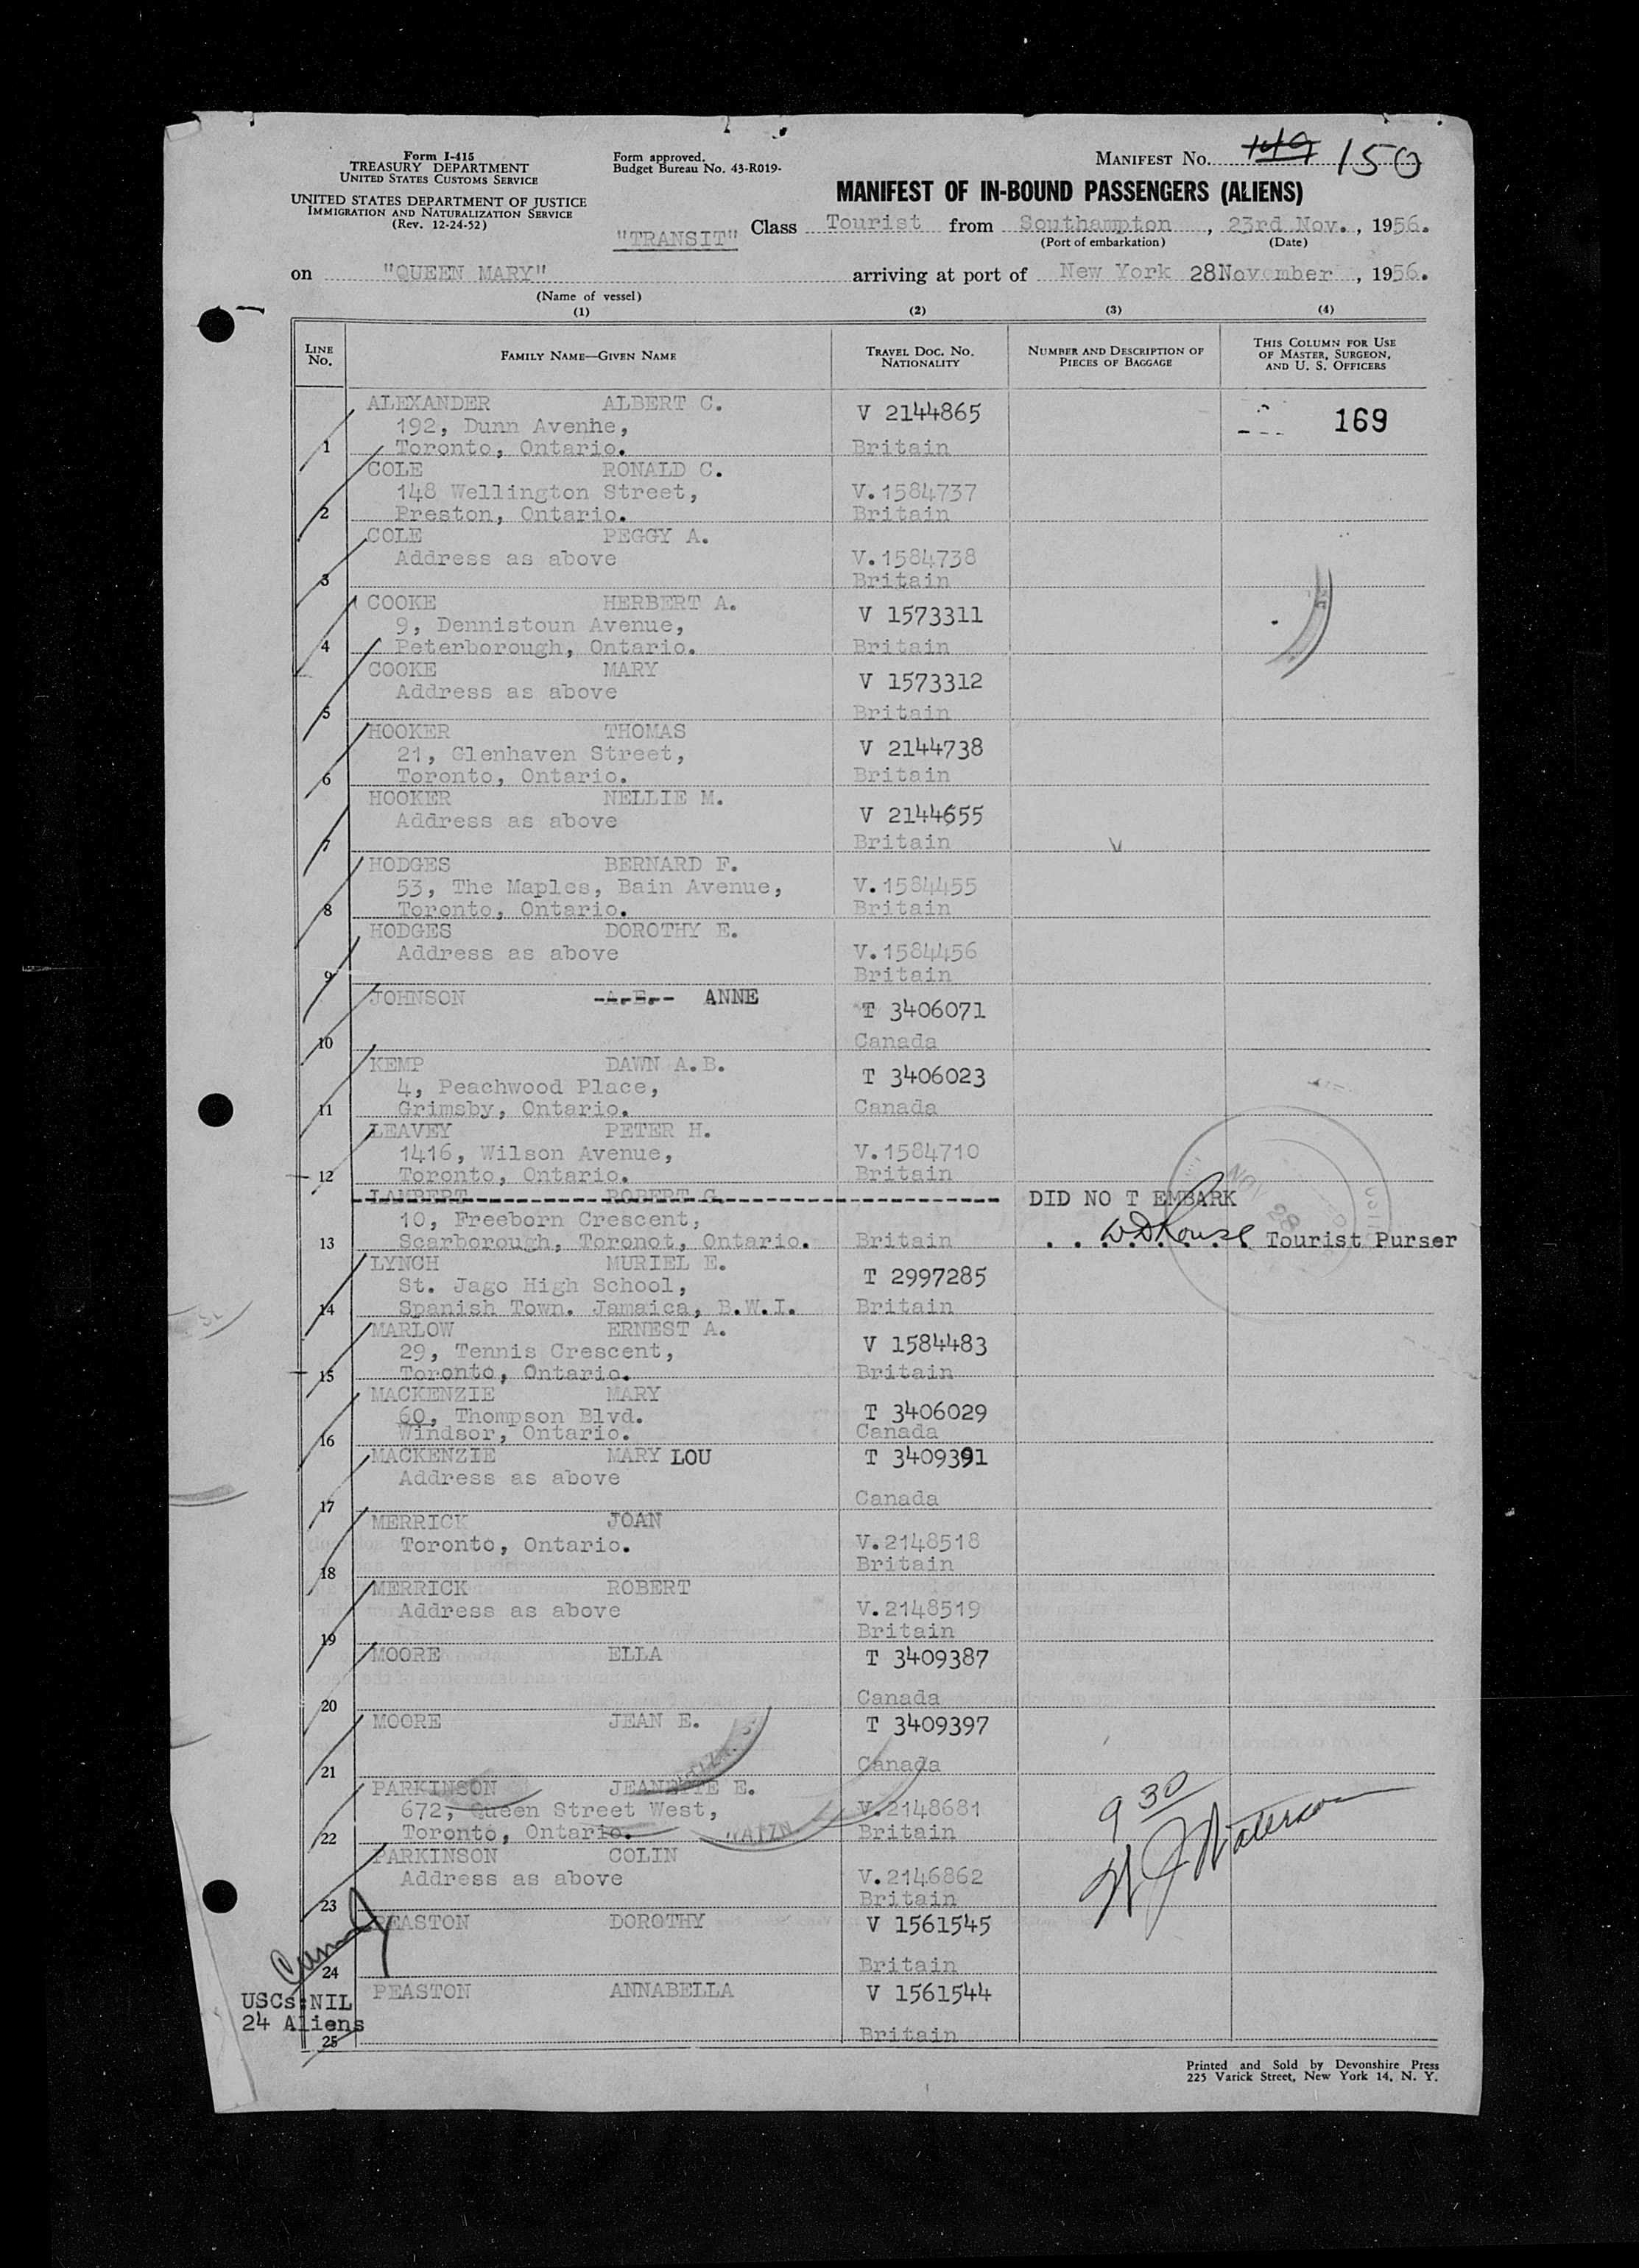 Form I-415
TREASURY DEPARTMENT
UNITED STATES CUSTOMS SERVICE
UNITED STATES DEPARTMENT OF JUSTICE
IMMIGRATION AND NATURALIZATION SERVICE
(Rev. 12-24-52)
Form approved.
Budget Bureau No. 43-R019-
MANIFEST No. 149 150
MANIFEST OF IN-BOUND PASSENGERS (ALIENS)
"TRANSIT" Class Tourist from Southampton, 23rd Nov., 1956.
(Port of embarkation) (Date)
on "QUEEN MARY" arriving at port of New York 28November, 1956.
(Name of vessel)
(1) (2) (3) (4)
LINE No. FAMILY NAME—GIVEN NAME TRAVEL DOC. No. NATIONALITY NUMBER AND DESCRIPTION OF PIECES OF BAGGAGE THIS COLUMN FOR USE OF MASTER, SURGEON, AND U. S. OFFICERS
ALEXANDER ALBERT C. V 2144865 169
192, Dunn Avenhe,
1 Toronto, Ontario. Britain
COLE RONALD C.
148 Wellington Street, V.1584737
2 Preston, Ontario. Britain
COLE PEGGY A.
Address as above V.1584738
3 Britain
COOKE HERBERT A. V 1573311
9, Dennistoun Avenue,
4 Peterborough, Ontario. Britain
COOKE MARY V 1573312
Address as above
5 Britain
HOOKER THOMAS V 2144738
21, Glenhaven Street,
6 Toronto, Ontario. Britain
HOOKER NELLIE M. V 2144655
Address as above
7 Britain
HODGES BERNARD F.
53, The Maples, Bain Avenue, V.1584455
8 Toronto, Ontario. Britain
HODGES DOROTHY E.
Address as above V.1584456
9 Britain
JOHNSON A.E. ANNE T 3406071
10 Canada
KEMP DAWN A.B. T 3406023
4, Peachwood Place,
11 Grimsby, Ontario. Canada
LEAVEY PETER H.
1416, Wilson Avenue, V.1584710
12 Toronto, Ontario. Britain
LAMBERT ROBERT G. DID NO T EMBARK
10, Freeborn Crescent,
13 Scarborough, Toronot, Ontario. Britain W.D.Rouse Tourist Purser
NOV 28
LYNCH MURIEL E. T 2997285
St. Jago High School,
14 Spanish Town. Jamaica, B.W.I. Britain
MARLOW ERNEST A. V 1584483
29, Tennis Crescent,
15 Toronto, Ontario. Britain
MACKENZIE MARY T 3406029
60, Thompson Blvd.
16 Windsor, Ontario. Canada
MACKENZIE MARY LOU T 3409391
Address as above
17 Canada
MERRICK JOAN
Toronto, Ontario. V.2148518
18 Britain
MERRICK ROBERT
Address as above V.2148519
19 Britain
MOORE ELLA T 3409387
20 Canada
MOORE JEAN E. T 3409397
21 Canada
PARKINSON JEANETTE E.
672, Queen Street West, V.2148681
22 Toronto, Ontario. Britain
9 30
PARKINSON COLIN
Address as above V.2146862
23 Britain
PEASTON DOROTHY V 1561545
24 Britain
PEASTON ANNABELLA V 1561544
USCs:NIL
24 Aliens
25 Britain
Printed and Sold by Devonshire Press
225 Varick Street, New York 14, N. Y.